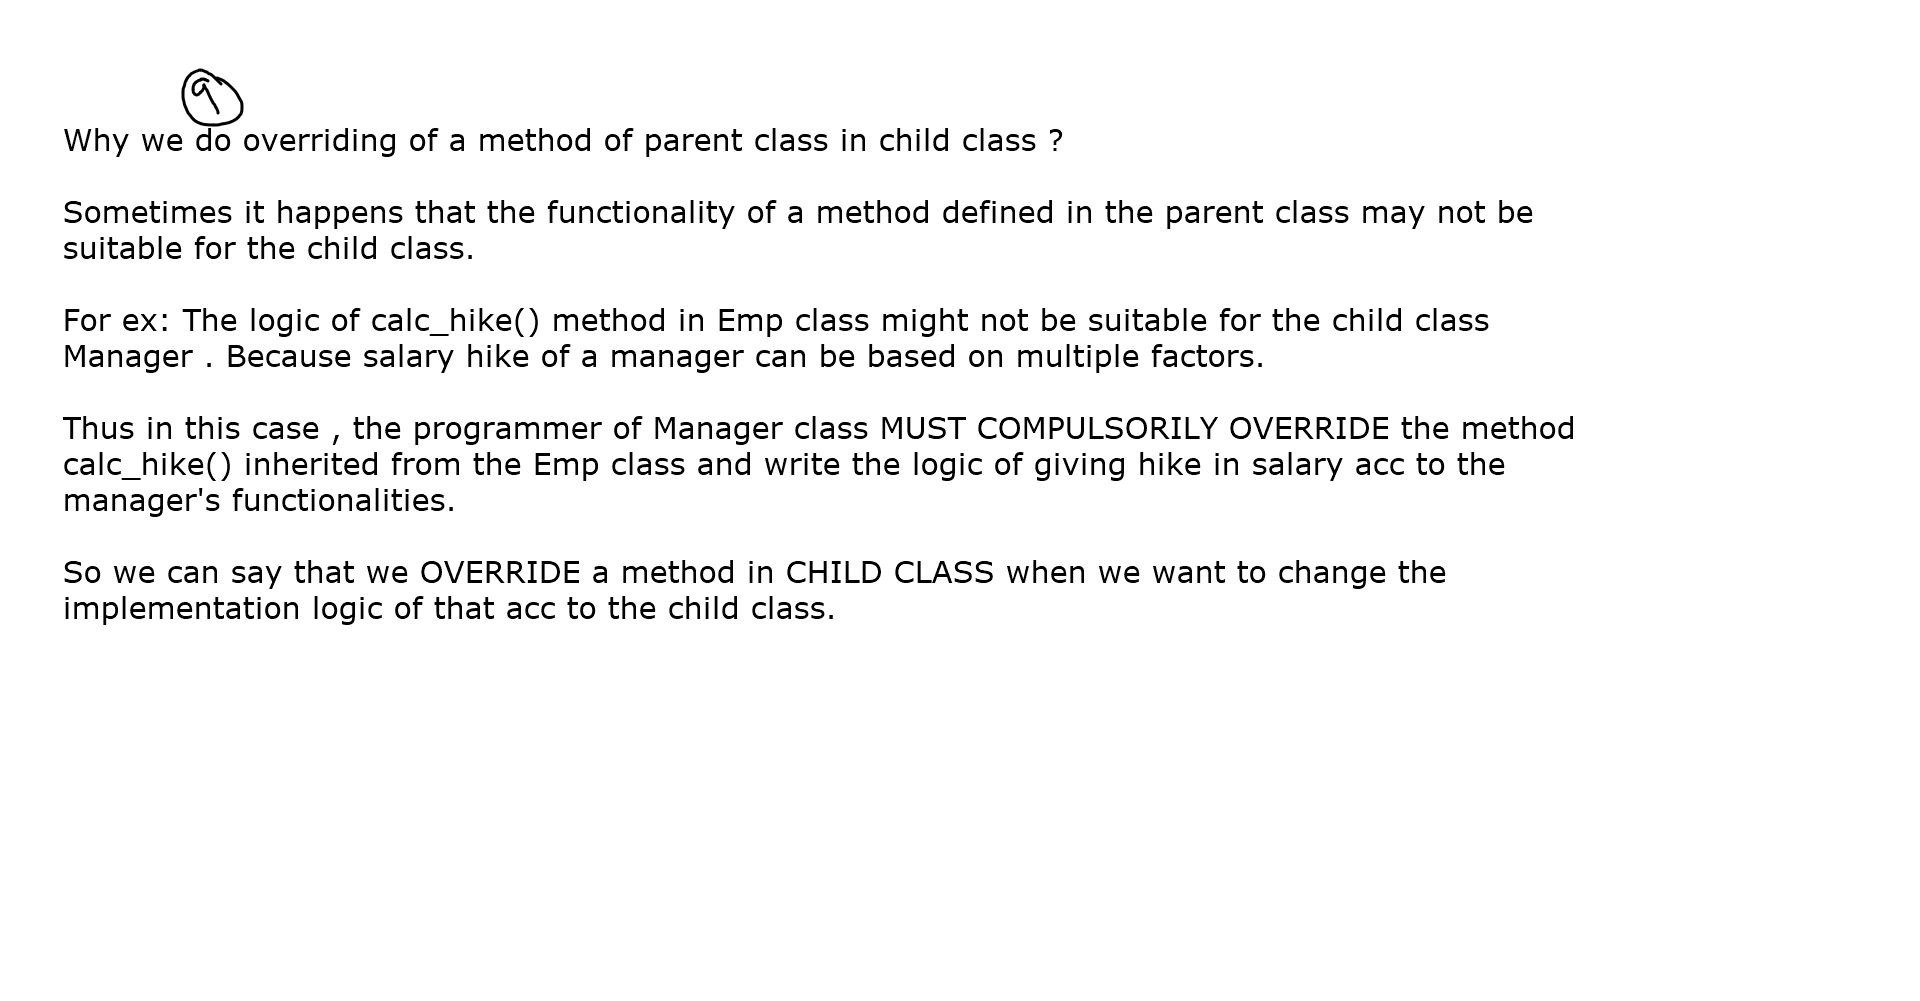 9
Why we do overriding of a method of parent class in child class ?
Sometimes it happens that the functionality of a method defined in the parent class may not be
suitable for the child class.
For ex: The logic of calc_hike() method in Emp class might not be suitable for the child class
Manager . Because salary hike of a manager can be based on multiple factors.
Thus in this case , the programmer of Manager class MUST COMPULSORILY OVERRIDE the method
calc_hike() inherited from the Emp class and write the logic of giving hike in salary acc to the
manager's functionalities.
So we can say that we OVERRIDE a method in CHILD CLASS when we want to change the
implementation logic of that acc to the child class.